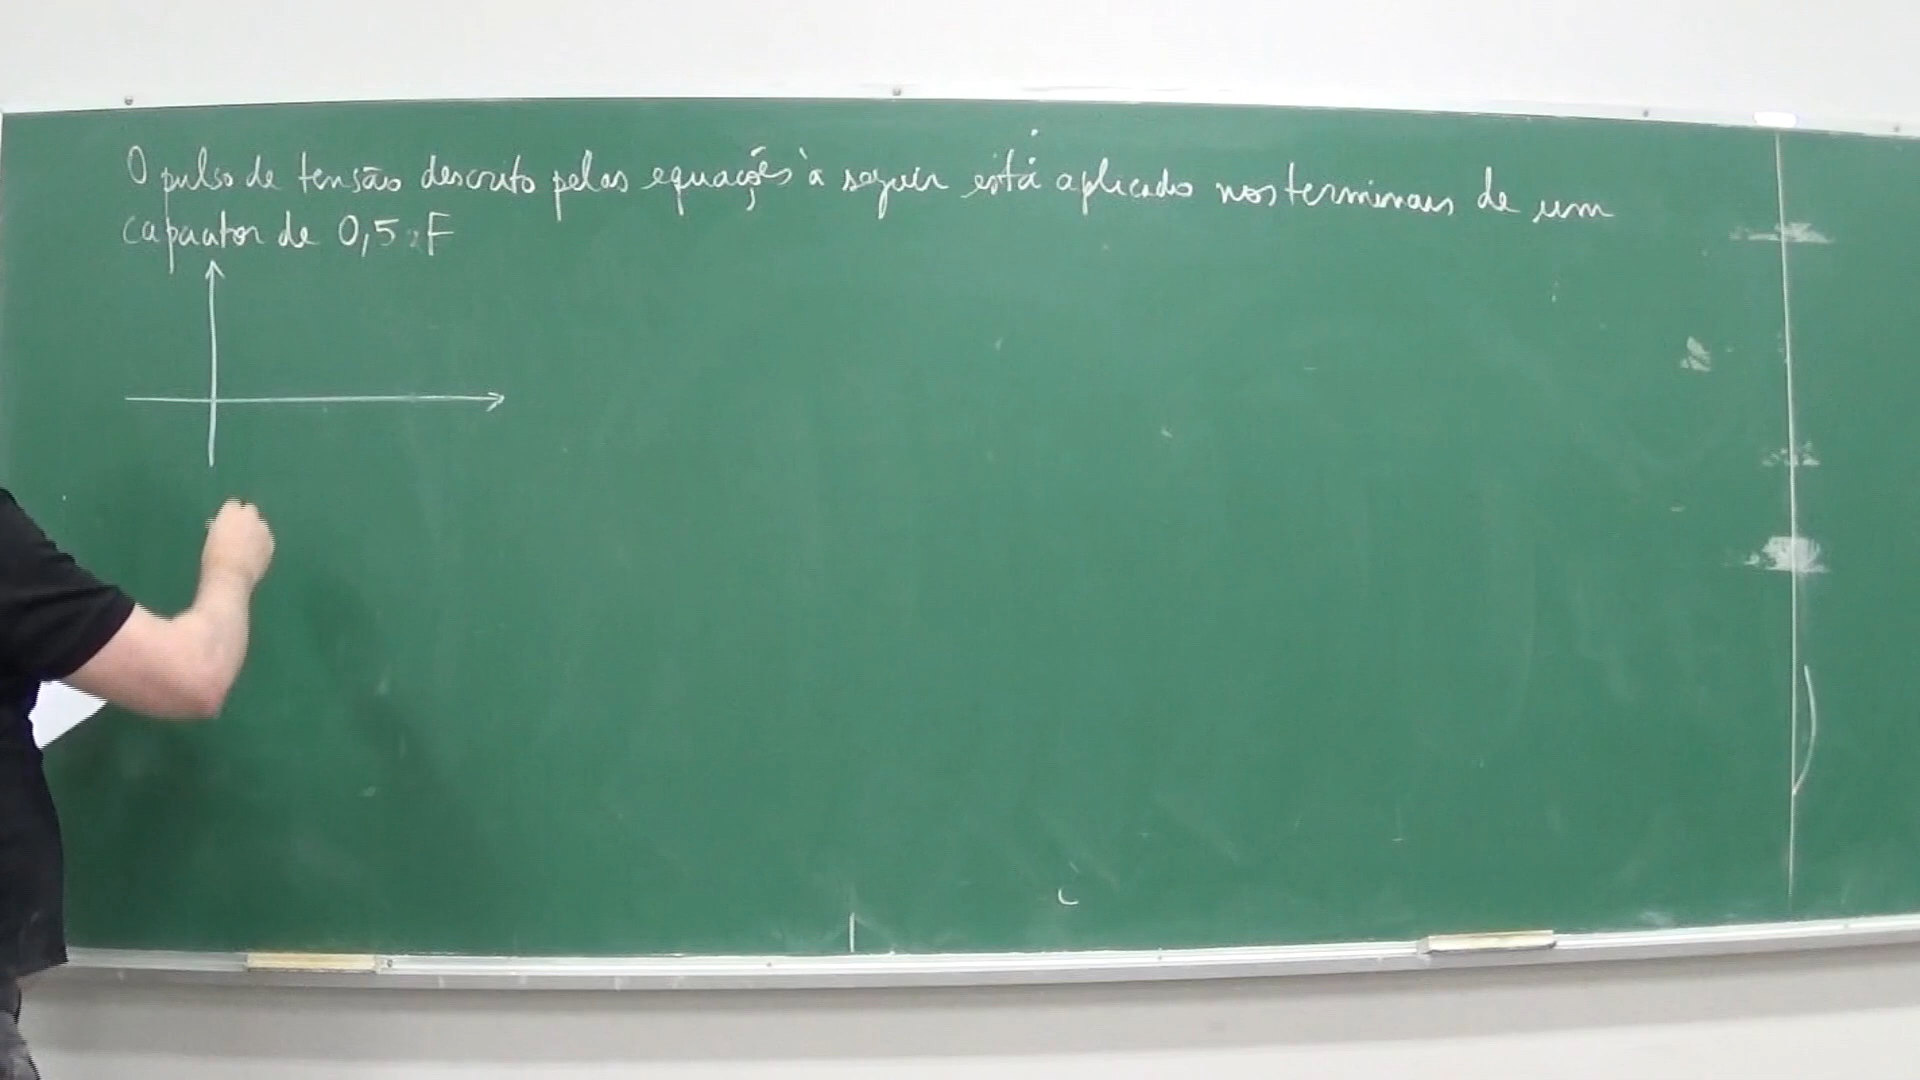 O pulso de tensão descrito pelas equações à seguir está aplicado nos terminais de um
capacitor de 0,5 F